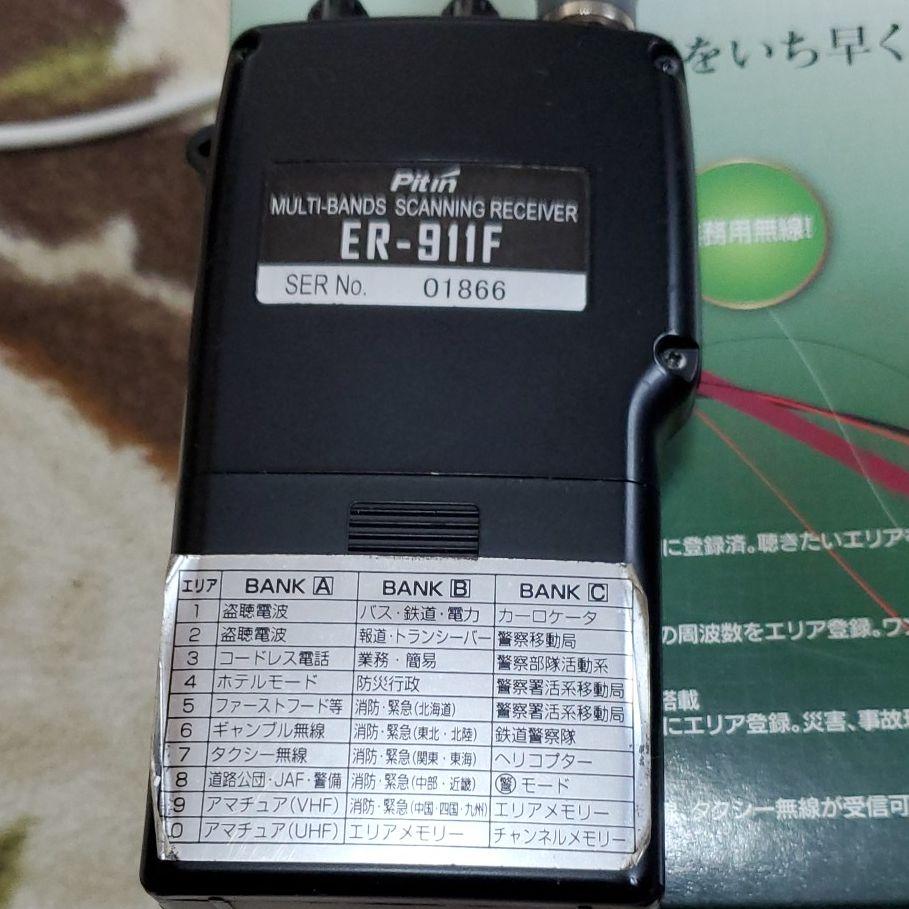 をいち早く
務用無線!
Pitin
MULTI-BANDS SCANNING RECEIVER
ER-911F
SER No. 01866
に登録済。聴きたいエリア
の周波数をエリア登録。ワ
搭載
にエリア登録。災害、事故現
タクシー無線が受信可
エリア BANK A BANK B BANK C
1 盗聴電波 バス・鉄道・電力 カーロケータ
2 盗聴電波 報道・トランシーバー 警察移動局
3 コードレス電話 業務・簡易 警察部隊活動系
4 ホテルモード 防災行政 警察署活系移動局
5 ファーストフード等 消防・緊急(北海道) 警察署活系移動局
6 ギャンブル無線 消防・緊急(東北・北陸) 鉄道警察隊
7 タクシー無線 消防・緊急(関東・東海) ヘリコプター
8 道路公団・JAF・警備 消防・緊急(中部・近畿) ㊙モード
9 アマチュア(VHF) 消防・緊急(中国・四国・九州) エリアメモリー
0 アマチュア(UHF) エリアメモリー チャンネルメモリー